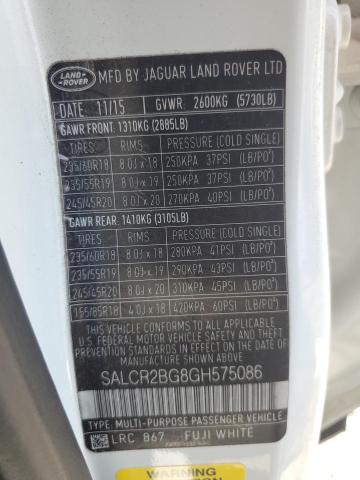 LAND-ROVER
MFD BY JAGUAR LAND ROVER LTD
DATE: 11/15 GVWR: 2600KG (5730LB)
GAWR FRONT: 1310KG (2885LB)
TIRES RIMS PRESSURE (COLD SINGLE)
235/60R18 8.0J x 18 250KPA 37PSI (LB/PO²)
235/55R19 8.0J x 19 250KPA 37PSI (LB/PO²)
245/45R20 8.0J x 20 270KPA 40PSI (LB/PO²)
GAWR REAR: 1410KG (3105LB)
TIRES RIMS PRESSURE (COLD SINGLE)
235/60R18 8.0J x 18 280KPA 41PSI (LB/PO²)
235/55R19 8.0J x 19 290KPA 43PSI (LB/PO²)
245/45R20 8.0J x 20 310KPA 45PSI (LB/PO²)
155/85R18 4.0J x 18 420KPA 60PSI (LB/PO²)
THIS VEHICLE CONFORMS TO ALL APPLICABLE
U.S. FEDERAL MOTOR VEHICLE SAFETY AND
THEFT PREVENTION STANDARDS IN EFFECT ON
THE DATE OF MANUFACTURE SHOWN ABOVE.
SALCR2BG8GH575086
TYPE: MULTI-PURPOSE PASSENGER VEHICLE
LRC 867 FUJI WHITE
WARNING